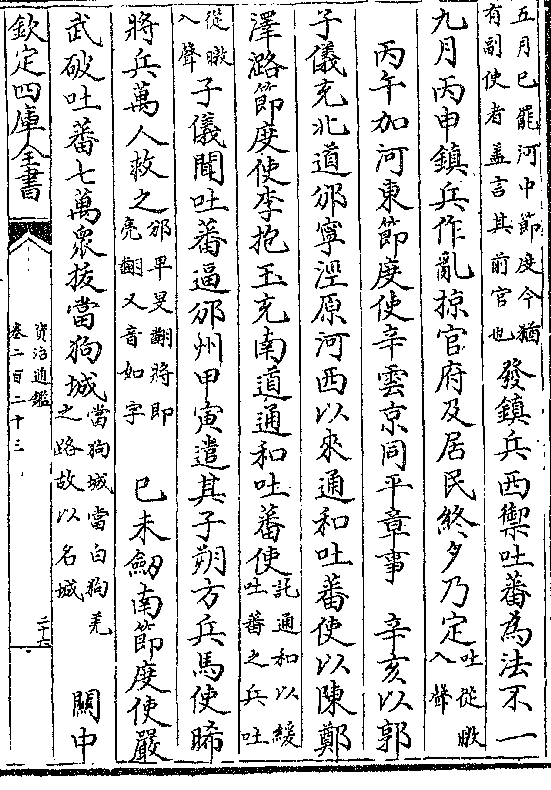 五月已罷河中節度今猶
有副使者盖言其前官也
發鎮兵西禦吐蕃為法不一
九月丙申鎮兵作亂掠官府及居民終夕乃定
吐從暾
入聲
丙午加河東節度使辛雲京同平章事　辛亥以郭
子儀充北道邠寧涇原河西以來通和吐蕃使以陳鄭
澤潞節度使李抱玉充南道通和吐蕃使
託通和以緩
吐蕃之兵吐
從暾
入聲
子儀聞吐蕃逼邠州甲寅遣其子朔方兵馬使晞
將兵萬人救之
邠卑旻翻將即
亮翻又音如字
已未劒南節度使嚴
武破吐蕃七萬衆拔當狗城
當狗城當白狗羌
之路故以名城
關中
欽定四庫全書
資治通鑑
卷二百二十三
二十六